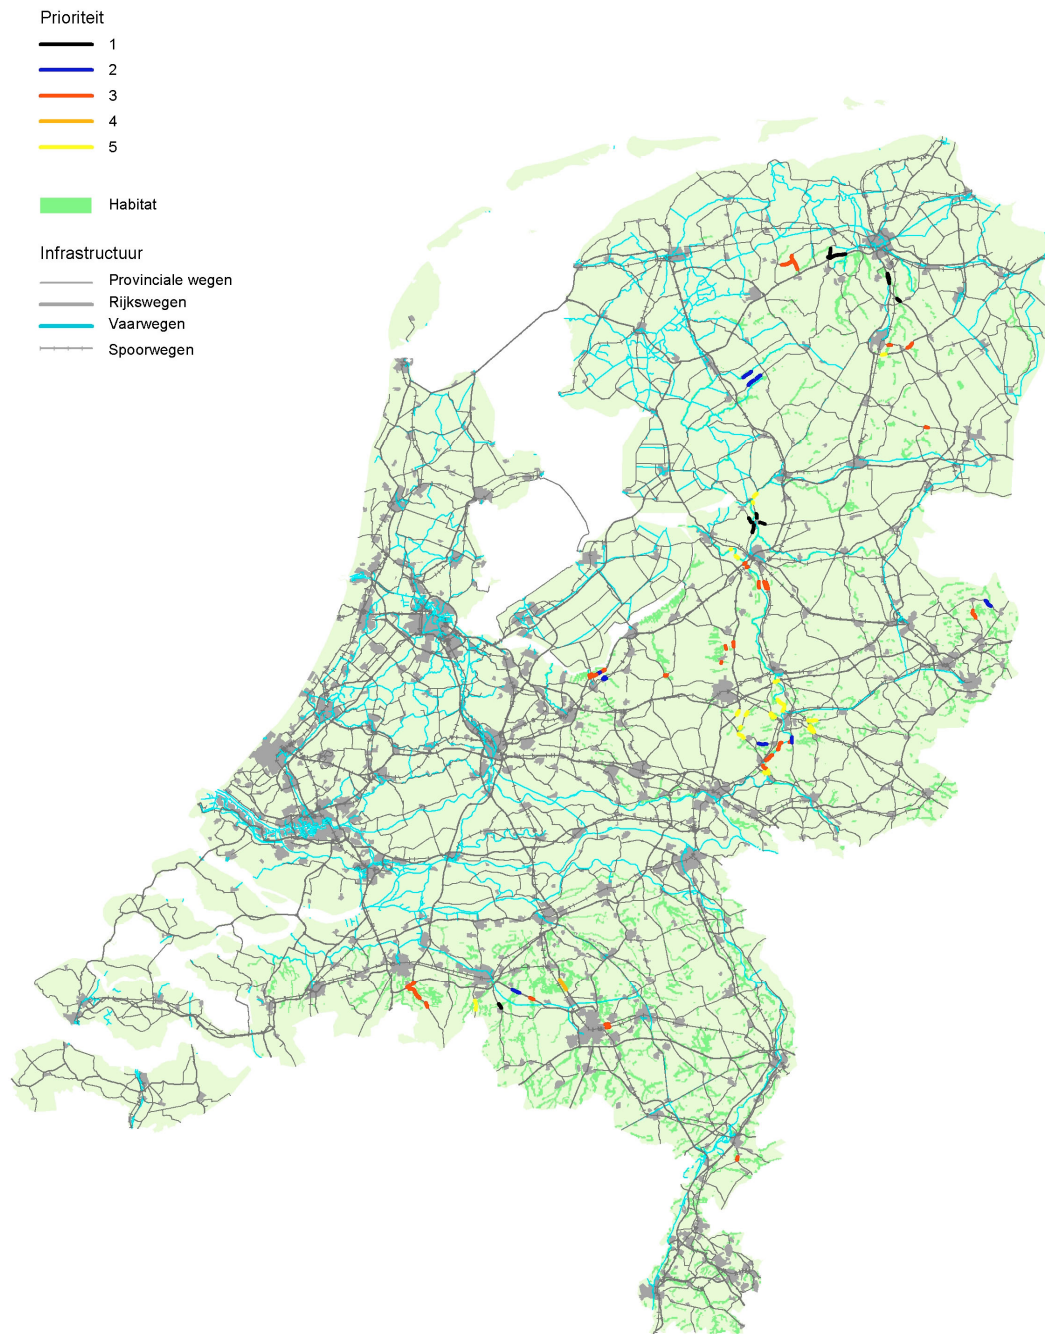 Prioriteit
1
2
3
4
5
Habitat
Infrastructuur
Provinciale wegen
Rijkswegen
Vaarwegen
Spoorwegen